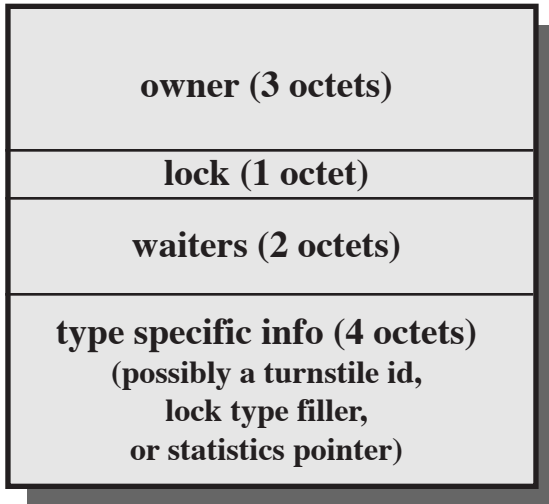 owner (3 octets)
lock (1 octet)
waiters (2 octets)
type specific info (4 octets)
(possibly a turnstile id,
lock type filler,
or statistics pointer)